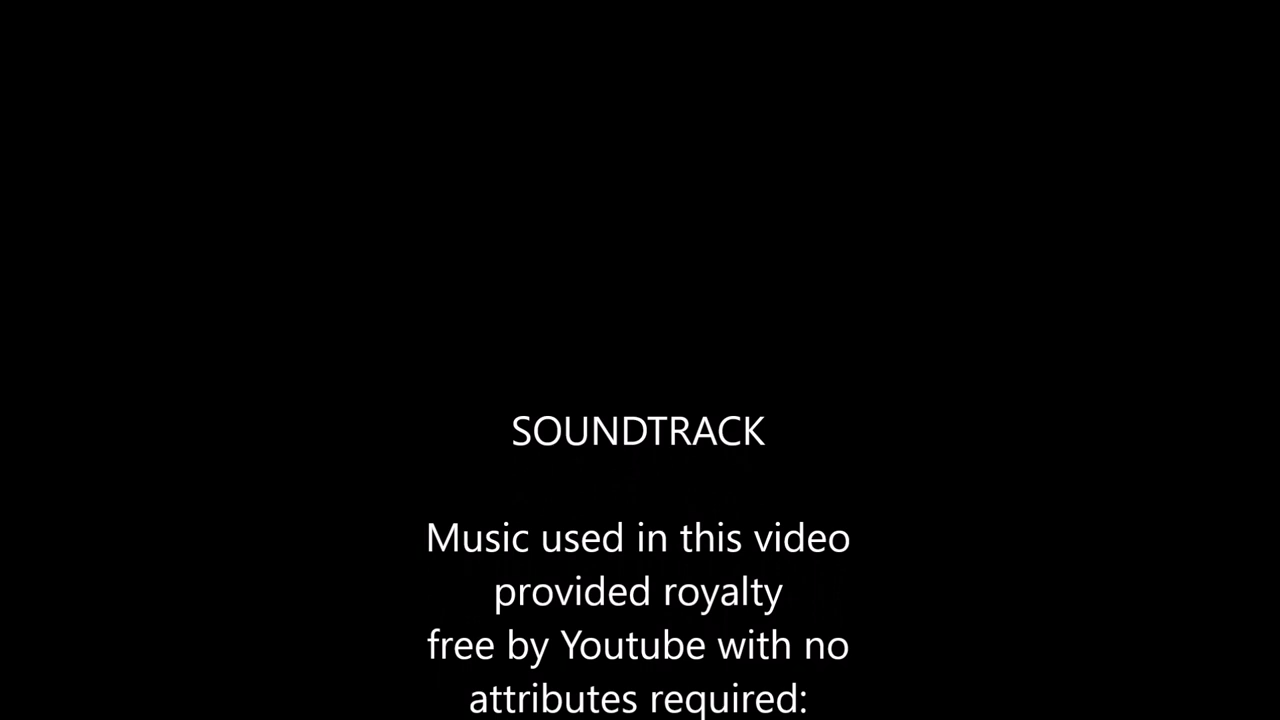 SOUNDTRACK
Music used in this video
provided royalty
free by Youtube with no
attributes required: